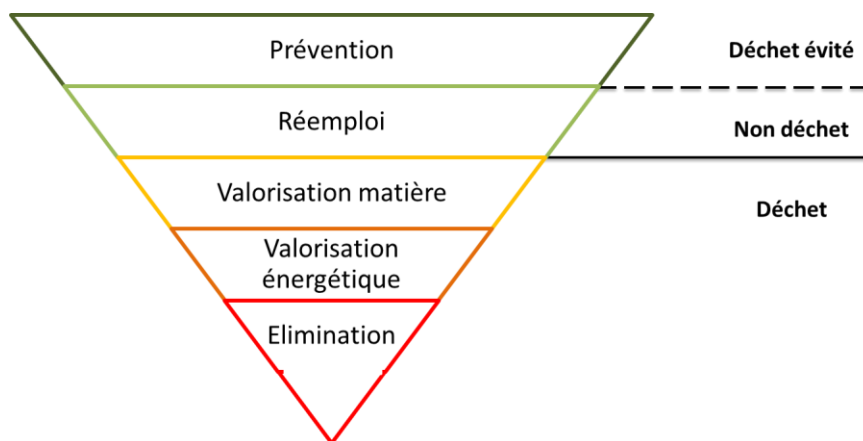 Prévention
Déchet évité
Réemploi
Non déchet
Valorisation matière
Déchet
Valorisation
énergétique
Elimination